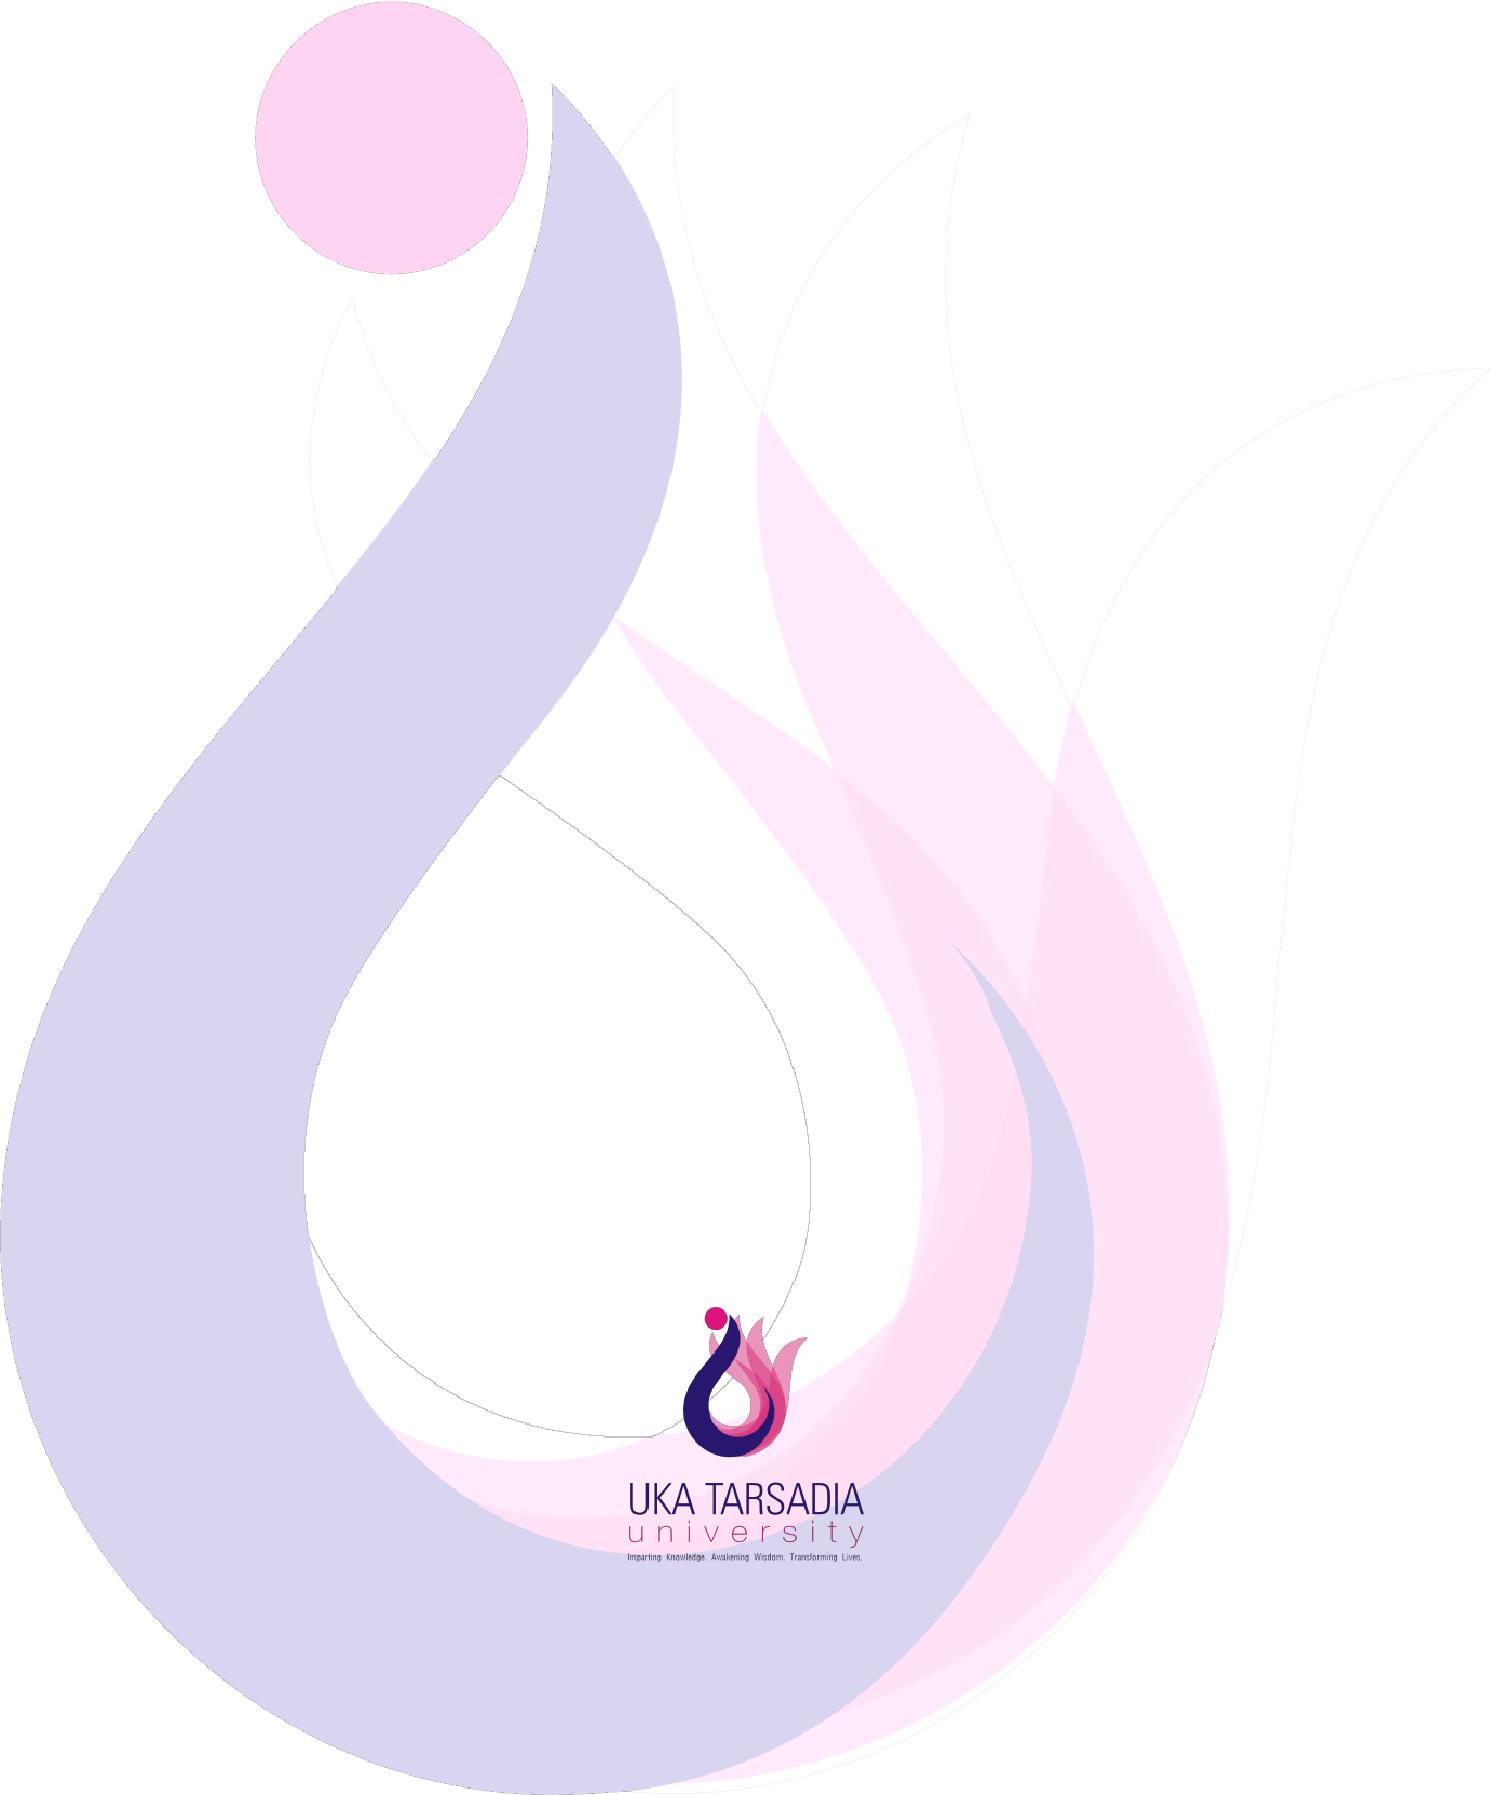 UKA TARSADIA
university
Imparting Knowledge. Awakening Wisdom. Transforming Lives.